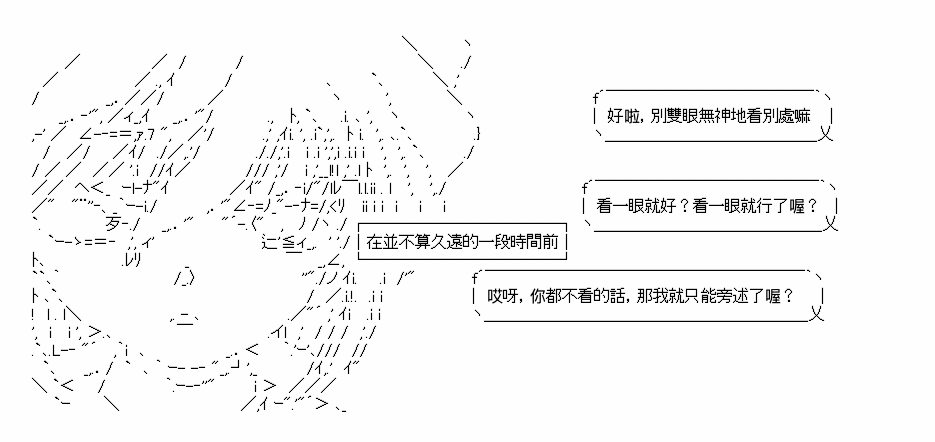 好啦，別雙眼無神地看別處嘛
看一眼就好？看一眼就行了喔？
在並不算久遠的一段時間前
哎呀，你都不看的話，那我就只能旁述了喔？